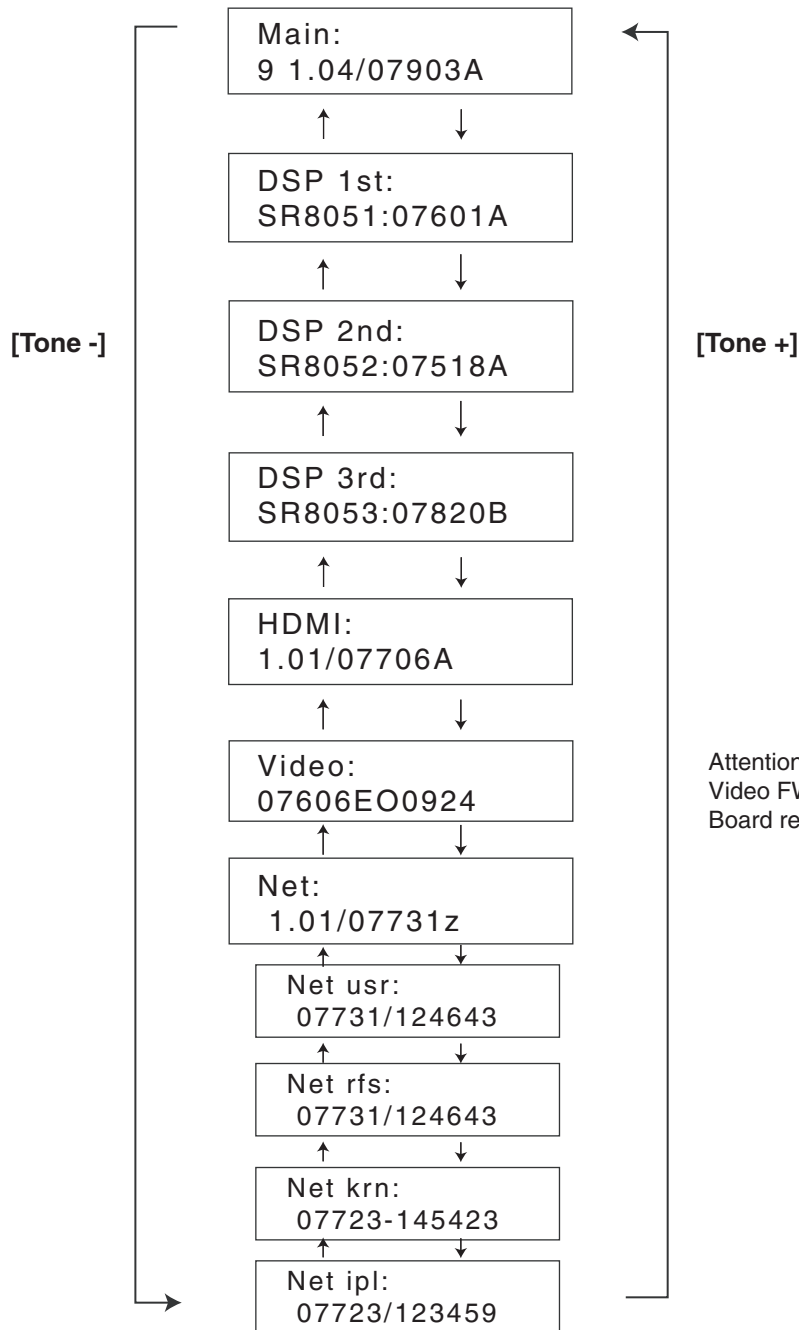 Main:
9 1.04/07903A
DSP 1st:
SR8051:07601A
[Tone -]
DSP 2nd:
SR8052:07518A
[Tone +]
DSP 3rd:
SR8053:07820B
HDMI:
1.01/07706A
Video:
07606EO0924
Attention
Video FW
Board re
Net:
1.01/07731z
Net usr:
07731/124643
Net rfs:
07731/124643
Net krn:
07723-145423
Net ipl:
07723/123459